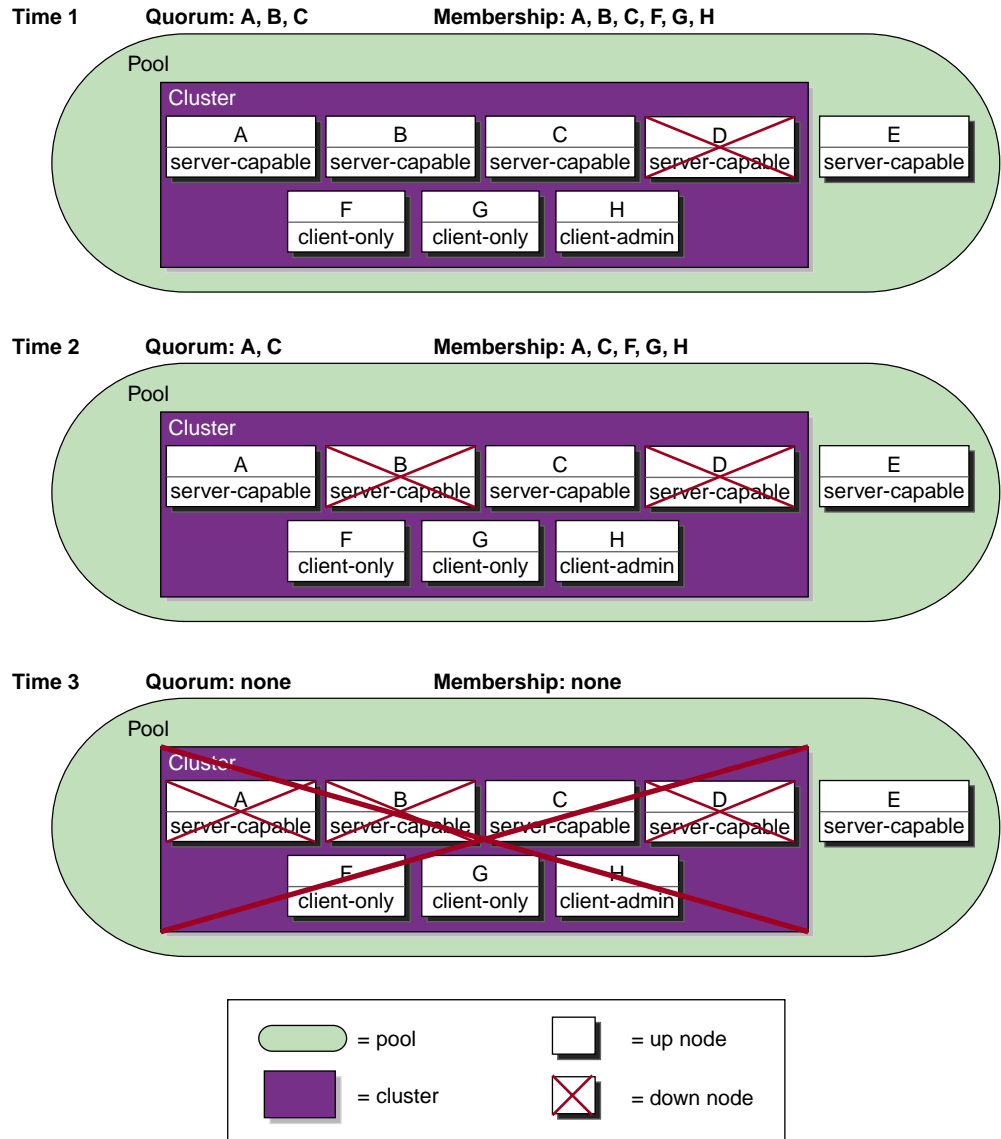 Time 1 Quorum: A, B, C Membership: A, B, C, F, G, H
Pool
Cluster
A B C D E
server-capable server-capable server-capable server-capable server-capable
F G H
client-only client-only client-admin
Time 2 Quorum: A, C Membership: A, C, F, G, H
Pool
Cluster
A B C D E
server-capable server-capable server-capable server-capable server-capable
F G H
client-only client-only client-admin
Time 3 Quorum: none Membership: none
Pool
Cluster
A B C D E
server-capable server-capable server-capable server-capable server-capable
F G H
client-only client-only client-admin
= pool = up node
= cluster = down node